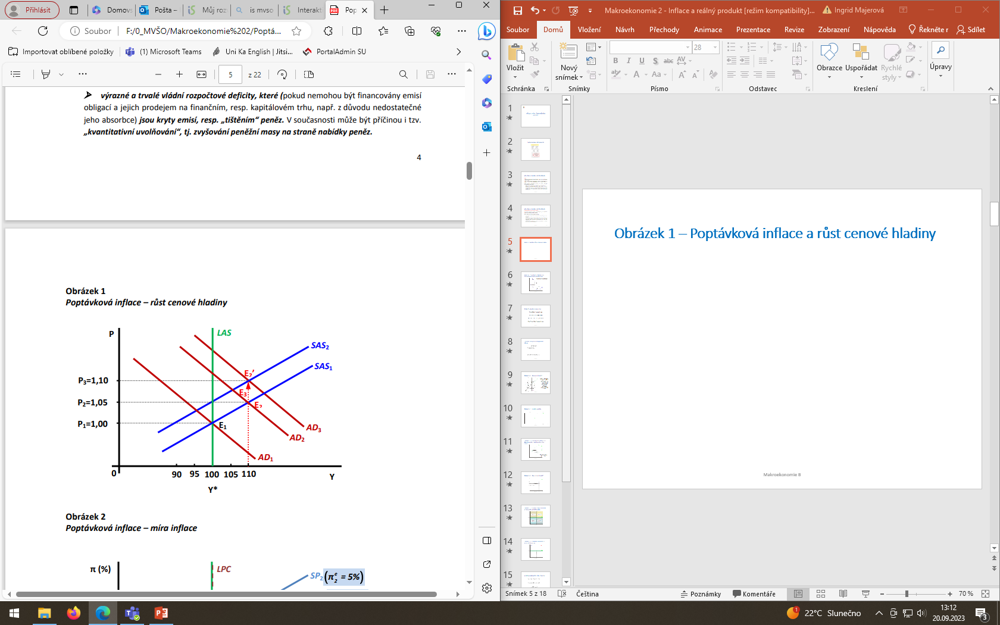 Přihlásit
Domovs
Pošta –
Můj roz
is mvso
Interakt
Pop
Soubor
F:/0_MVŠO/Makroekonomie%202/Poptá...
Importovat oblíbené položky
(1) Microsoft Teams
Uni Ka English | Jitsi...
PortalAdmin SU
5
z 22
výrazné a trvalé vládní rozpočtové deficity, které (pokud nemohou být financovány emisí
obligací a jejich prodejem na finančním, resp. kapitálovém trhu, např. z důvodu nedostatečné
jeho absorbce) jsou kryty emisí, resp. „tištěním“ peněz. V současnosti může být příčinou i tzv.
„kvantitativní uvolňování“, tj. zvyšování peněžní masy na straně nabídky peněz.
4
Obrázek 1
Poptávková inflace – růst cenové hladiny
P
LAS
SAS₂
SAS₁
E₂’
P₃=1,10
E₃
P₂=1,05
E₂
P₁=1,00
E₁
AD₃
AD₂
AD₁
0
90 95 100 105 110
Y
Y*
Obrázek 2
Poptávková inflace – míra inflace
π (%)
LPC
SP₂ (π₂ᵉ = 5%)
Makroekonomie 2 - Inflace a reálný produkt [režim kompatibility]...
Ingrid Majerová
Soubor
Domů
Vložení
Návrh
Přechody
Animace
Prezentace
Revize
Zobrazení
Nápověda
Řekněte ř
Sdílet
Vložit
Schránka
Nový
snímek
Snímky
28
B I U S abc AV
A Aa A A
Písmo
Odstavec
Obrazce
Uspořádat
Rychlé
styly
Kreslení
Úpravy
1
2
3
4
5
6
7
8
9
10
11
12
13
14
15
Obrázek 1 – Poptávková inflace a růst cenové hladiny
Makroekonomie B
Snímek 5 z 18
Čeština
Poznámky
Komentáře
70 %
1
22°C Slunečno
13:12
20.09.2023
3